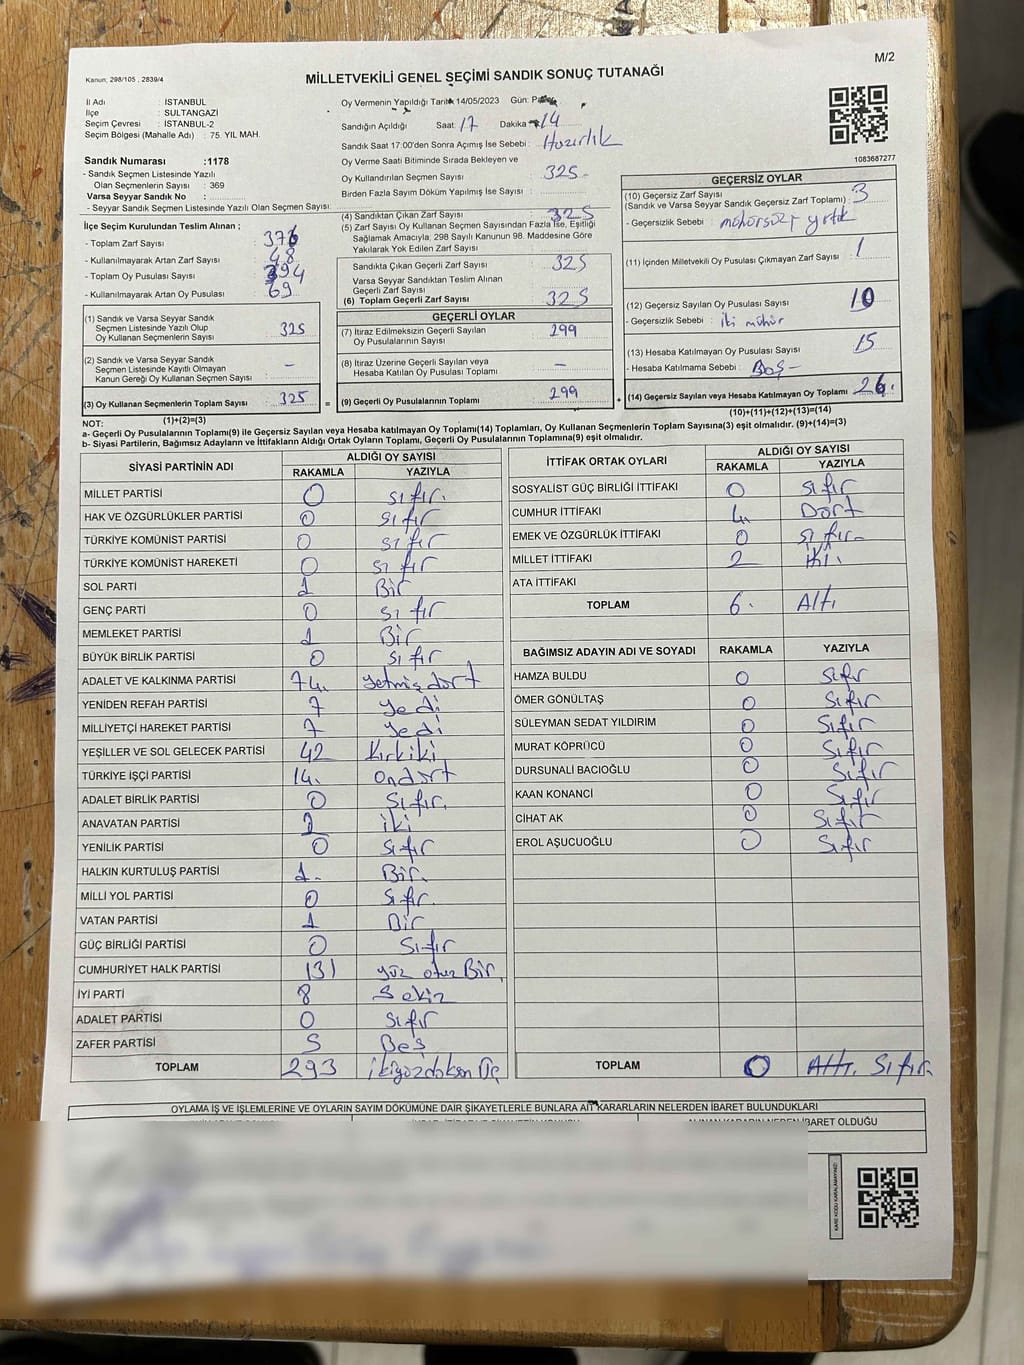 M/2
Kanun: 298/105 , 2839/4
MİLLETVEKİLİ GENEL SEÇİMİ SANDIK SONUÇ TUTANAĞI
İl Adı : İSTANBUL
İlçe : SULTANGAZİ
Seçim Çevresi : İSTANBUL-2
Seçim Bölgesi (Mahalle Adı) : 75. YIL MAH.
Sandık Numarası :1178
- Sandık Seçmen Listesinde Yazılı
Olan Seçmenlerin Sayısı : 369
Varsa Seyyar Sandık No :
- Seyyar Seçmen Listesinde Yazılı Olan Seçmen Sayısı:
İlçe Seçim Kurulundan Teslim Alınan ;
- Toplam Zarf Sayısı :
- Kullanılmayarak Artan Zarf Sayısı : 48
- Toplam Oy Pusulası Sayısı : 394
- Kullanılmayarak Artan Oy Pusulası : 69
(1) Sandık ve Varsa Seyyar Sandık
Seçmen Listesinde Yazılı Olup
Oy Kullanan Seçmenlerin Sayısı : 325
(2) Sandık ve Varsa Seyyar Sandık
Seçmen Listesinde Kayıtlı Olmayan
Kanun Gereği Oy Kullanan Seçmen Sayısı : –
(3) Oy Kullanan Seçmenlerin Toplam Sayısı : 325
(1)+(2)=(3)
Oy Vermenin Yapıldığı Tarih 14/05/2023 Gün:
Sandığın Açıldığı Saat: 17 Dakika 14
Sandık Saat 17:00'den Sonra Açımış İse Sebebi : Hazırlık
Oy Verme Saati Bitiminde Sırada Bekleyen ve
Oy Kullandırılan Seçmen Sayısı : 325
Birden Fazla Sayım Döküm Yapılmış İse Sayısı :
(4) Sandıktan Çıkan Zarf Sayısı : 325
(5) Zarf Sayısı Oy Kullanan Seçmen Sayısından Fazla İse, Eşitliği
Sağlamak Amacıyla, 298 Sayılı Kanunun 98. Maddesine Göre
Yakılarak Yok Edilen Zarf Sayısı :
Sandıkta Çıkan Geçerli Zarf Sayısı : 325
Varsa Seyyar Sandıktan Teslim Alınan
Geçerli Zarf Sayısı :
(6) Toplam Geçerli Zarf Sayısı : 325
GEÇERLİ OYLAR
(7) İtiraz Edilmeksizin Geçerli Sayılan
Oy Pusulalarının Sayısı : 299
(8) İtiraz Üzerine Geçerli Sayılan veya
Hesaba Katılan Oy Pusulası Toplamı : –
= (9) Geçerli Oy Pusulalarının Toplamı : 299
1083687277
GEÇERSİZ OYLAR
(10) Geçersiz Zarf Sayısı
(Sandık ve Varsa Seyyar Sandık Geçersiz Zarf Toplamı) : 3
- Geçersizlik Sebebi : mühürsüz, yırtık
(11) İçinden Milletvekili Oy Pusulası Çıkmayan Zarf Sayısı : 1
(12) Geçersiz Sayılan Oy Pusulası Sayısı : 10
- Geçersizlik Sebebi : iki mühür
(13) Hesaba Katılmayan Oy Pusulası Sayısı : 15
- Hesaba Katılmama Sebebi : Boş –
+ (14) Geçersiz Sayılan veya Hesaba Katılmayan Oy Toplamı : 26.
(10)+(11)+(12)+(13)=(14)
NOT:
a- Geçerli Oy Pusulalarının Toplamı(9) ile Geçersiz Sayılan veya Hesaba Katılmayan Oy Toplamı(14) Toplamları, Oy Kullanan Seçmenlerin Toplam Sayısına(3) eşit olmalıdır. (9)+(14)=(3)
b- Siyasi Partilerin, Bağımsız Adayların ve İttifakların Aldığı Ortak Oyların Toplamı, Geçerli Oy Pusulalarının Toplamına(9) eşit olmalıdır.
SİYASİ PARTİNİN ADI ALDIĞI OY SAYISI
RAKAMLA YAZIYLA
MİLLET PARTİSİ 0 sıfır.
HAK VE ÖZGÜRLÜKLER PARTİSİ 0 sıfır
TÜRKİYE KOMÜNİST PARTİSİ 0 sıfır
TÜRKİYE KOMÜNİST HAREKETİ 0 sıfır
SOL PARTİ 1 Bir
GENÇ PARTİ 0 sıfır
MEMLEKET PARTİSİ 1 Bir
BÜYÜK BİRLİK PARTİSİ 0 sıfır
ADALET VE KALKINMA PARTİSİ 74. yetmiş dört
YENİDEN REFAH PARTİSİ 7 yedi
MİLLİYETÇİ HAREKET PARTİSİ 7 yedi
YEŞİLLER VE SOL GELECEK PARTİSİ 42 kırkiki
TÜRKİYE İŞÇİ PARTİSİ 14. ondört
ADALET BİRLİK PARTİSİ 0 Sıfır.
ANAVATAN PARTİSİ 2 iki
YENİLİK PARTİSİ 0 Sıfır
HALKIN KURTULUŞ PARTİSİ 1. Bir.
MİLLİ YOL PARTİSİ 0 Sıfır.
VATAN PARTİSİ 1 Bir
GÜÇ BİRLİĞİ PARTİSİ 0 Sıfır
CUMHURİYET HALK PARTİSİ 131 yüz otuz Bir.
İYİ PARTİ 8 Sekiz
ADALET PARTİSİ 0 Sıfır
ZAFER PARTİSİ 5 Beş
TOPLAM 293 ikiyüzdoksan Üç
İTTİFAK ORTAK OYLARI ALDIĞI OY SAYISI
RAKAMLA YAZIYLA
SOSYALİST GÜÇ BİRLİĞİ İTTİFAKI 0 sıfır
CUMHUR İTTİFAKI 4. Dört
EMEK VE ÖZGÜRLÜK İTTİFAKI 0 sıfır
MİLLET İTTİFAKI 2 İki.
ATA İTTİFAKI
TOPLAM 6. Altı
BAĞIMSIZ ADAYIN ADI VE SOYADI RAKAMLA YAZIYLA
HAMZA BULDU 0 Sıfır
ÖMER GÖNÜLTAŞ 0 Sıfır
SÜLEYMAN SEDAT YILDIRIM 0 Sıfır
MURAT KÖPRÜCÜ 0 Sıfır
DURSUNALİ BACIOĞLU 0 Sıfır
KAAN KONANCİ 0 Sıfır
CİHAT AK 0 Sıfır
EROL AŞUCUOĞLU 0 Sıfır
TOPLAM 0 Altı. Sıfır.
OYLAMA İŞ VE İŞLEMLERİNE VE OYLARIN SAYIM DÖKÜMÜNE DAİR ŞİKAYETLERLE BUNLARA AİT KARARLARIN NELERDEN İBARET BULUNDUKLARI
İBARET OLDUĞU
KARE KODU KARALAMAYINIZ!